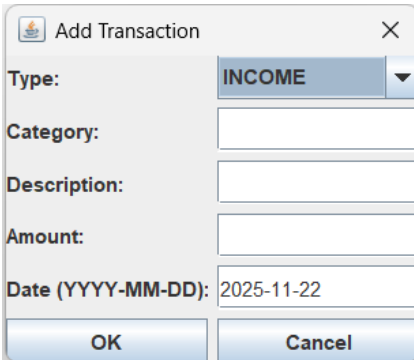 Add Transaction
Type: INCOME
Category:
Description:
Amount:
Date (YYYY-MM-DD): 2025-11-22
OK Cancel